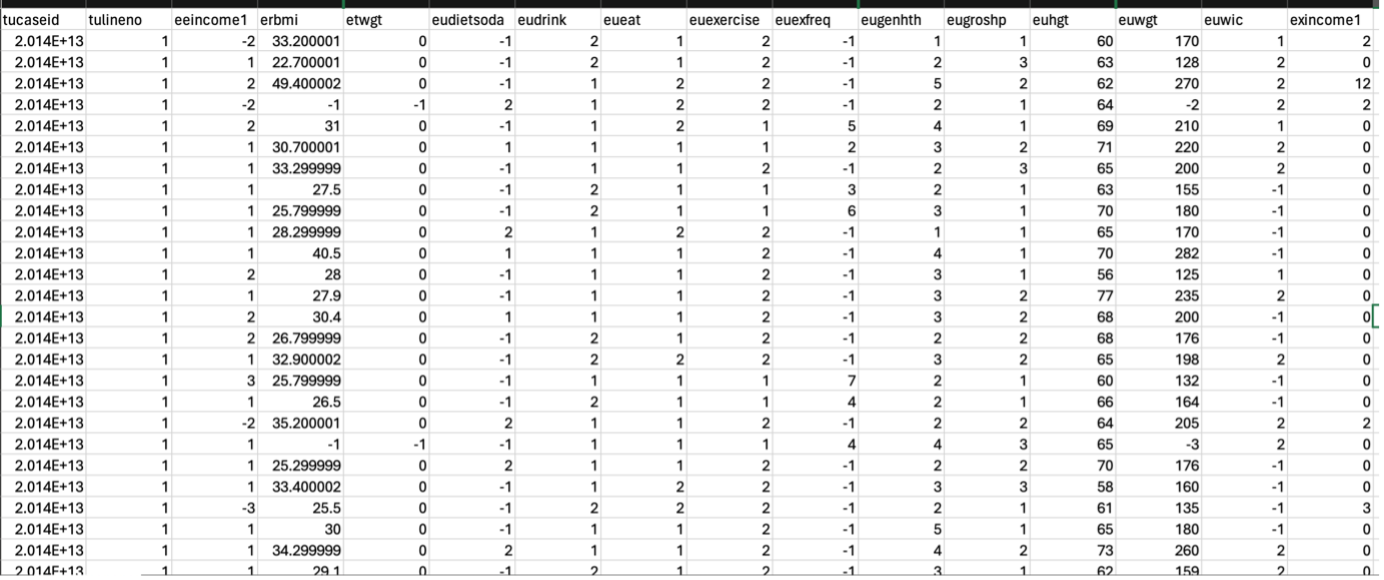 tucaseid tulineno eeincome1 erbmi etwgt eudietsoda eudrink eueat euexercise euexfreq eugenhth eugroshp euhgt euwgt euwic exincome1
2.014E+13 1 -2 33.200001 0 -1 2 1 2 -1 1 1 60 170 1 2
2.014E+13 1 1 22.700001 0 -1 2 1 2 -1 2 3 63 128 2 0
2.014E+13 1 2 49.400002 0 -1 1 2 2 -1 5 2 62 270 2 12
2.014E+13 1 -2 -1 -1 2 1 2 2 -1 2 1 64 -2 2 2
2.014E+13 1 2 31 0 -1 1 2 1 5 4 1 69 210 1 0
2.014E+13 1 1 30.700001 0 1 1 1 1 2 3 2 71 220 2 0
2.014E+13 1 1 33.299999 0 -1 1 1 2 -1 2 3 65 200 2 0
2.014E+13 1 1 27.5 0 -1 2 1 1 3 2 1 63 155 -1 0
2.014E+13 1 1 25.799999 0 -1 2 1 1 6 3 1 70 180 -1 0
2.014E+13 1 1 28.299999 0 2 1 2 2 -1 1 1 65 170 -1 0
2.014E+13 1 1 40.5 0 1 1 1 2 -1 4 1 70 282 -1 0
2.014E+13 1 2 28 0 -1 1 1 2 -1 3 1 56 125 1 0
2.014E+13 1 1 27.9 0 -1 1 1 2 -1 3 2 77 235 2 0
2.014E+13 1 2 30.4 0 1 1 1 2 -1 3 2 68 200 -1 0
2.014E+13 1 2 26.799999 0 -1 2 1 2 -1 2 2 68 176 -1 0
2.014E+13 1 1 32.900002 0 -1 2 2 2 -1 3 2 65 198 2 0
2.014E+13 1 3 25.799999 0 -1 1 1 1 7 2 1 60 132 -1 0
2.014E+13 1 1 26.5 0 -1 2 1 1 4 2 1 66 164 -1 0
2.014E+13 1 -2 35.200001 0 2 1 1 2 -1 2 2 64 205 2 2
2.014E+13 1 1 -1 -1 -1 1 1 1 4 4 3 65 -3 2 0
2.014E+13 1 1 25.299999 0 2 1 1 2 -1 2 2 70 176 -1 0
2.014E+13 1 1 33.400002 0 -1 1 2 2 -1 3 3 58 160 -1 0
2.014E+13 1 -3 25.5 0 -1 2 2 2 -1 2 1 61 135 -1 3
2.014E+13 1 1 30 0 -1 1 1 2 -1 5 1 65 180 -1 0
2.014E+13 1 1 34.299999 0 2 1 1 2 -1 4 2 73 260 2 0
2.014E+13 1 1 29.1 0 -1 2 1 2 -1 3 1 62 159 2 0